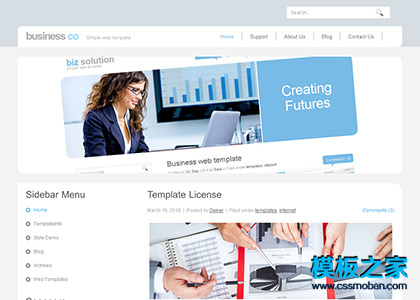 Search...
business co Simple web template
Home Support About Us Blog Contact Us
biz solution
Simple web template
Creating
Futures
Business web template
Sidebar Menu
Home
TemplateInfo
Style Demo
Blog
Archives
Web Templates
Template License
March 16, 2010 | Posted by Owner | Filed under templates, internet
Comments (3)
模板之家
www.cssmoban.com